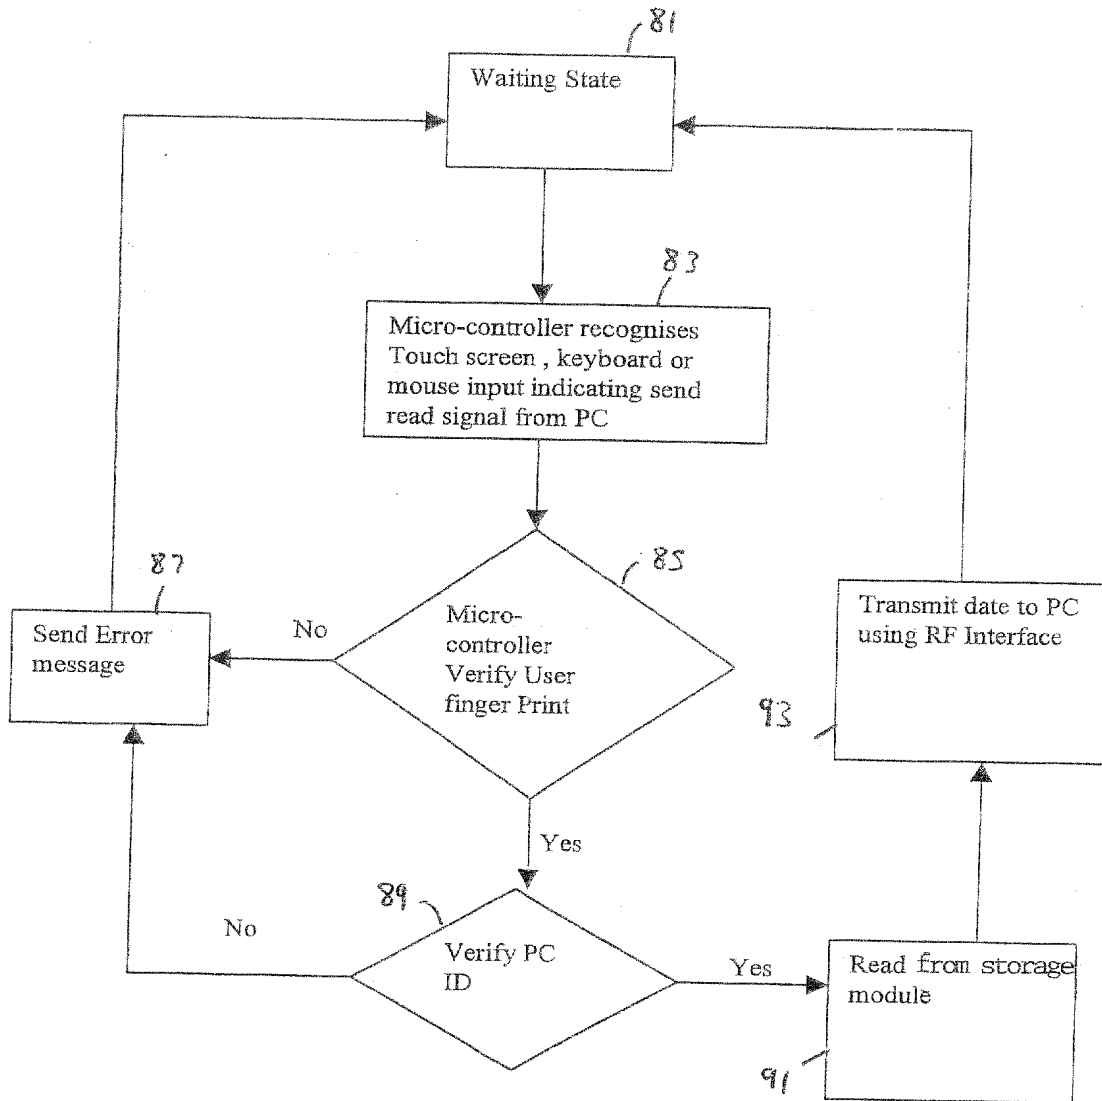 81
Waiting State
83
Micro-controller recognises
Touch screen , keyboard or
mouse input indicating send
read signal from PC
87
Send Error
message
No
85
Micro-
controller
Verify User
finger Print
Transmit date to PC
using RF Interface
93
Yes
89
No
Verify PC
ID
Yes
Read from storage
module
91